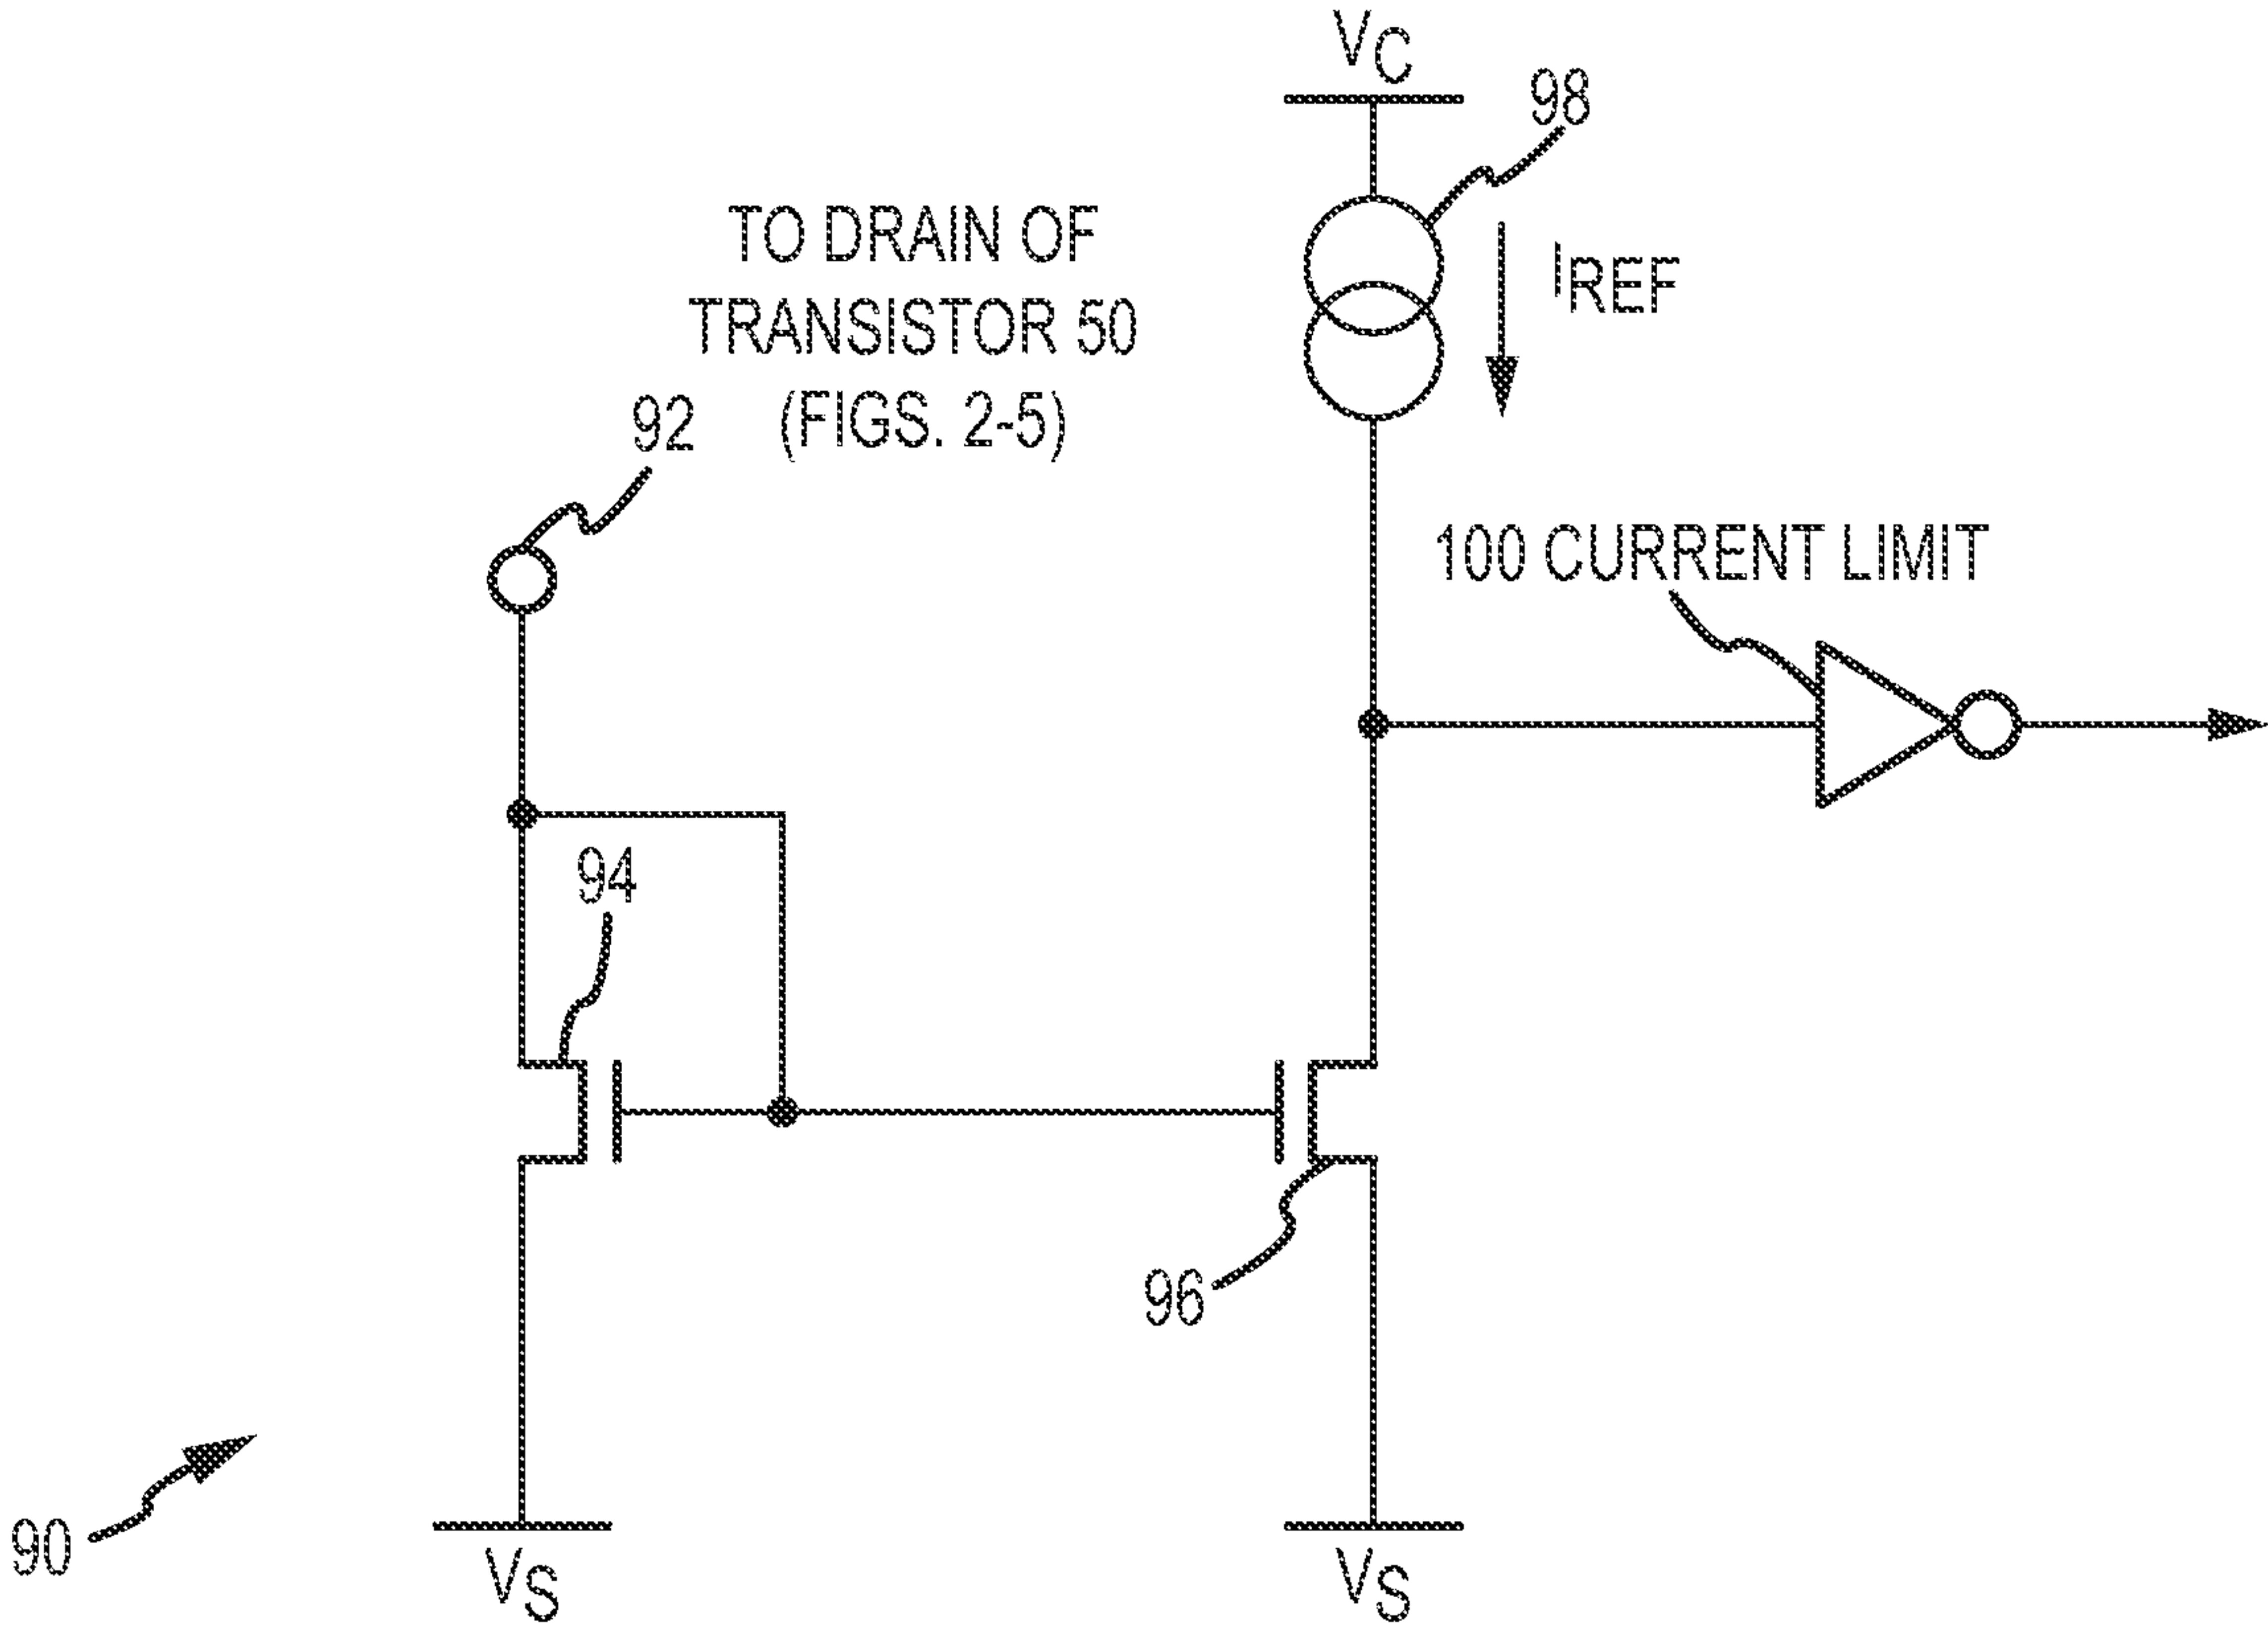 VC
98
TO DRAIN OF
TRANSISTOR 50
(FIGS. 2-5)
IREF
92
100 CURRENT LIMIT
94
96
90
VS
VS